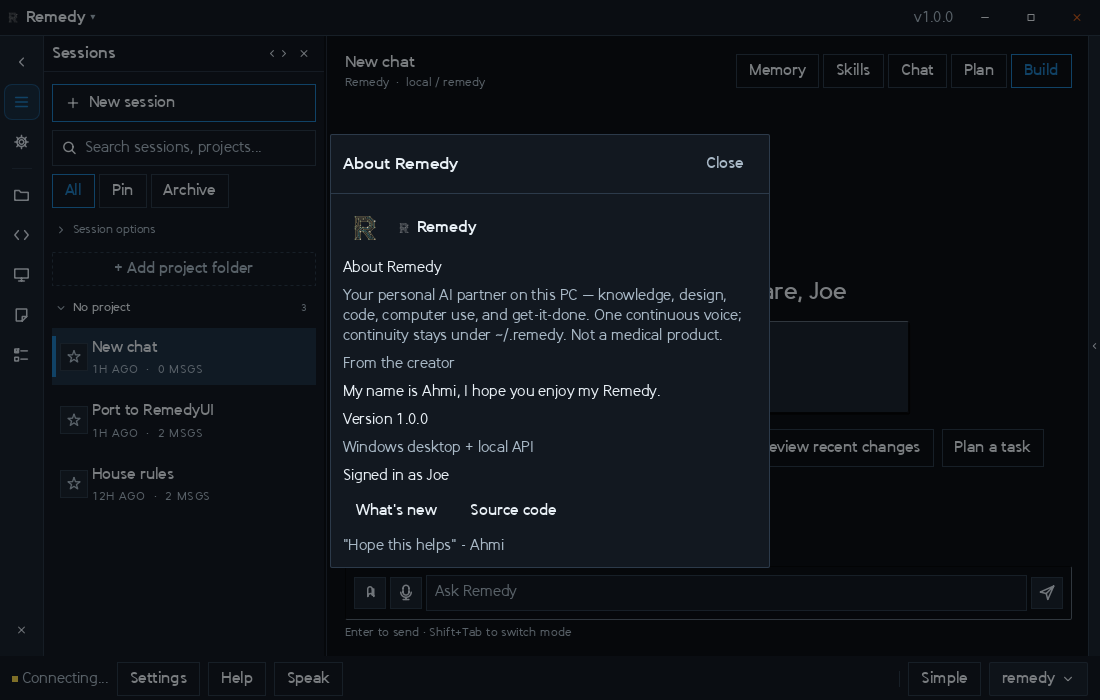 Remedy
v1.0.0
Sessions
New session
Search sessions, projects...
All
Pin
Archive
Session options
+ Add project folder
No project
3
New chat
1H AGO · 0 MSGS
Port to RemedyUI
1H AGO · 2 MSGS
House rules
12H AGO · 2 MSGS
New chat
Remedy · local / remedy
Memory
Skills
Chat
Plan
Build
About Remedy
Close
Remedy
About Remedy
Your personal AI partner on this PC — knowledge, design,
code, computer use, and get-it-done. One continuous voice;
continuity stays under ~/.remedy. Not a medical product.
From the creator
My name is Ahmi, I hope you enjoy my Remedy.
Version 1.0.0
Windows desktop + local API
Signed in as Joe
What's new
Source code
"Hope this helps" - Ahmi
Joe
recent changes
Plan a task
Ask Remedy
Enter to send · Shift+Tab to switch mode
Connecting...
Settings
Help
Speak
Simple
remedy